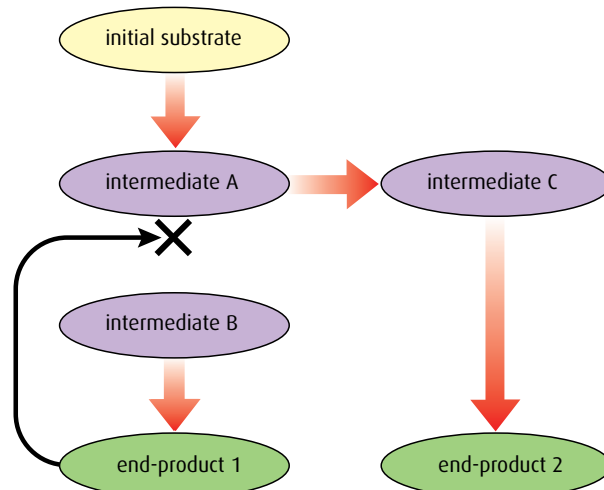 initial substrate
intermediate A
intermediate C
intermediate B
end-product 1
end-product 2